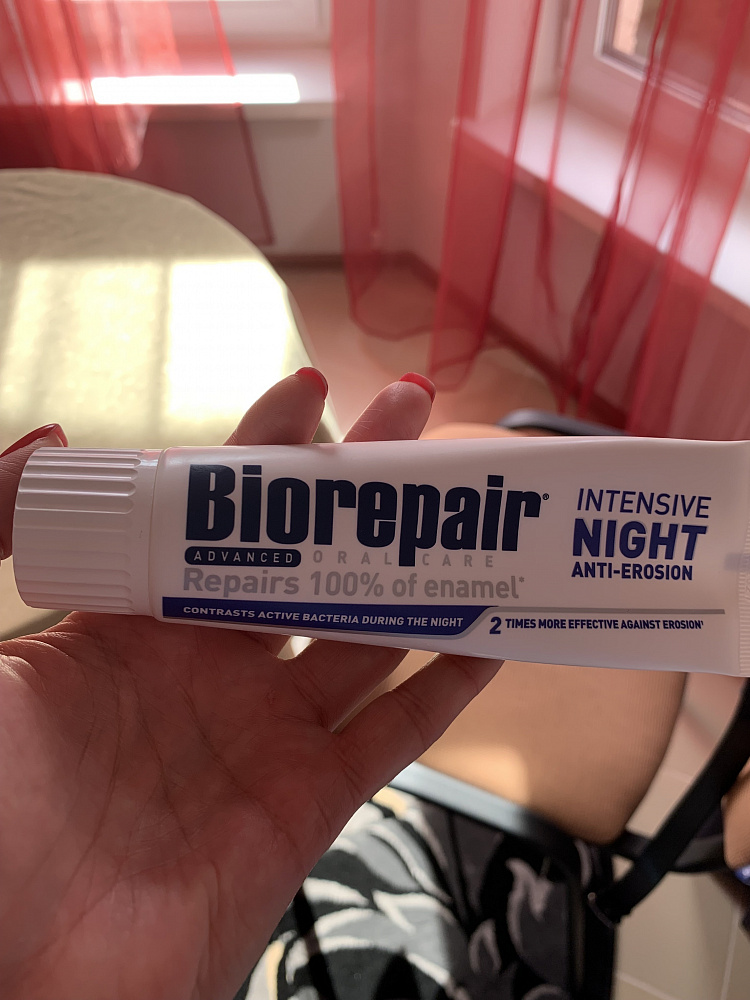 Biorepair®
ADVANCED ORAL CARE
Repairs 100% of enamel*
CONTRASTS ACTIVE BACTERIA DURING THE NIGHT
INTENSIVE
NIGHT
ANTI-EROSION
2 TIMES MORE EFFECTIVE AGAINST EROSION¹